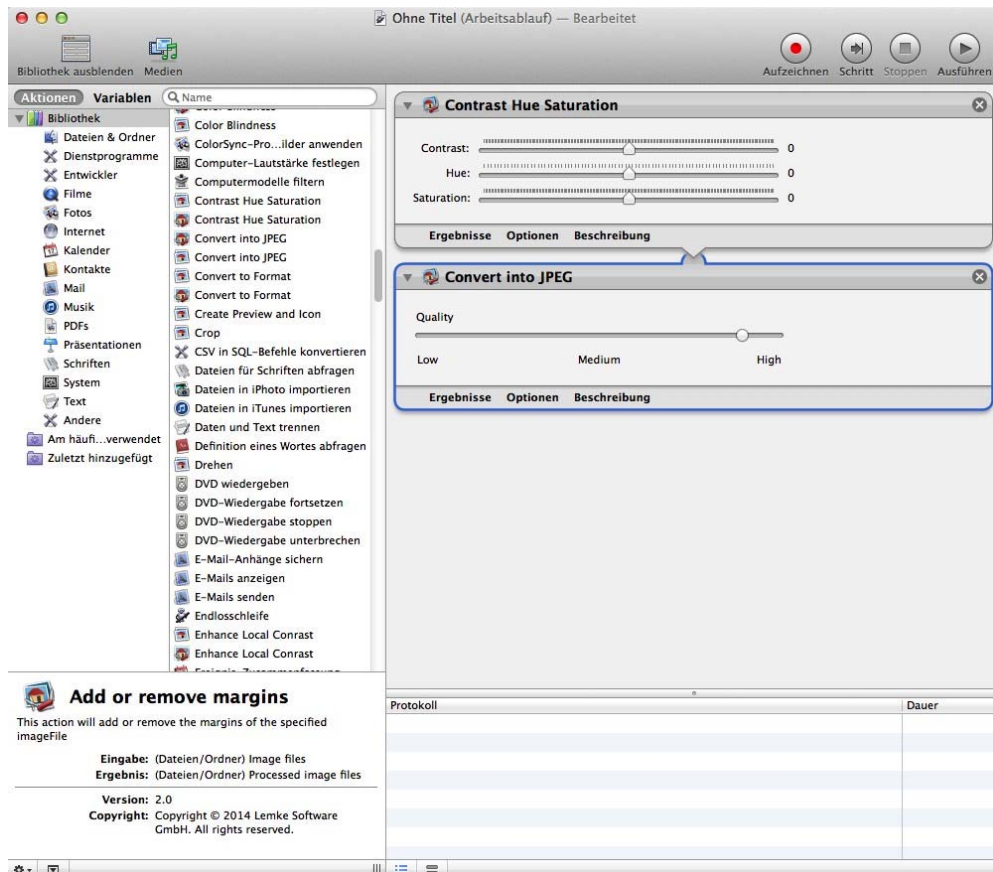 Ohne Titel (Arbeitsablauf) — Bearbeitet
Bibliothek ausblenden
Medien
Aufzeichnen
Schritt
Stoppen
Ausführen
Aktionen
Variablen
Name
Bibliothek
Dateien & Ordner
Dienstprogramme
Entwickler
Filme
Fotos
Internet
Kalender
Kontakte
Mail
Musik
PDFs
Präsentationen
Schriften
System
Text
Andere
Am häufi...verwendet
Zuletzt hinzugefügt
Color Blindness
ColorSync-Pro...ilder anwenden
Computer-Lautstärke festlegen
Computermodelle filtern
Contrast Hue Saturation
Contrast Hue Saturation
Convert into JPEG
Convert into JPEG
Convert to Format
Convert to Format
Create Preview and Icon
Crop
CSV in SQL-Befehle konvertieren
Dateien für Schriften abfragen
Dateien in iPhoto importieren
Dateien in iTunes importieren
Daten und Text trennen
Definition eines Wortes abfragen
Drehen
DVD wiedergeben
DVD-Wiedergabe fortsetzen
DVD-Wiedergabe stoppen
DVD-Wiedergabe unterbrechen
E-Mail-Anhänge sichern
E-Mails anzeigen
E-Mails senden
Endlosschleife
Enhance Local Conrast
Enhance Local Conrast
Contrast Hue Saturation
Contrast: 0
Hue: 0
Saturation: 0
Ergebnisse Optionen Beschreibung
Convert into JPEG
Quality
Low Medium High
Ergebnisse Optionen Beschreibung
Add or remove margins
This action will add or remove the margins of the specified
imageFile
Eingabe: (Dateien/Ordner) Image files
Ergebnis: (Dateien/Ordner) Processed image files
Version: 2.0
Copyright: Copyright © 2014 Lemke Software
GmbH. All rights reserved.
Protokoll
Dauer